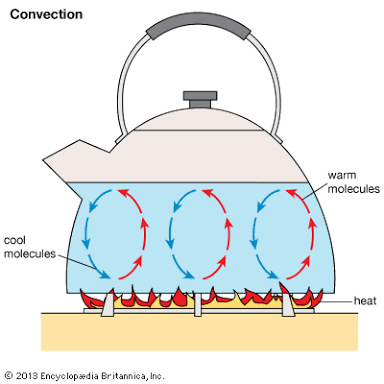 Convection
warm
molecules
cool
molecules
heat
© 2013 Encyclopædia Britannica, Inc.